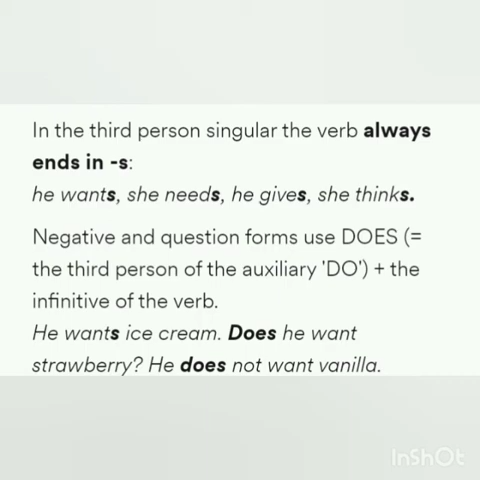 In the third person singular the verb always
ends in -s:
he wants, she needs, he gives, she thinks.
Negative and question forms use DOES (=
the third person of the auxiliary 'DO') + the
infinitive of the verb.
He wants ice cream. Does he want
strawberry? He does not want vanilla.
InShOt